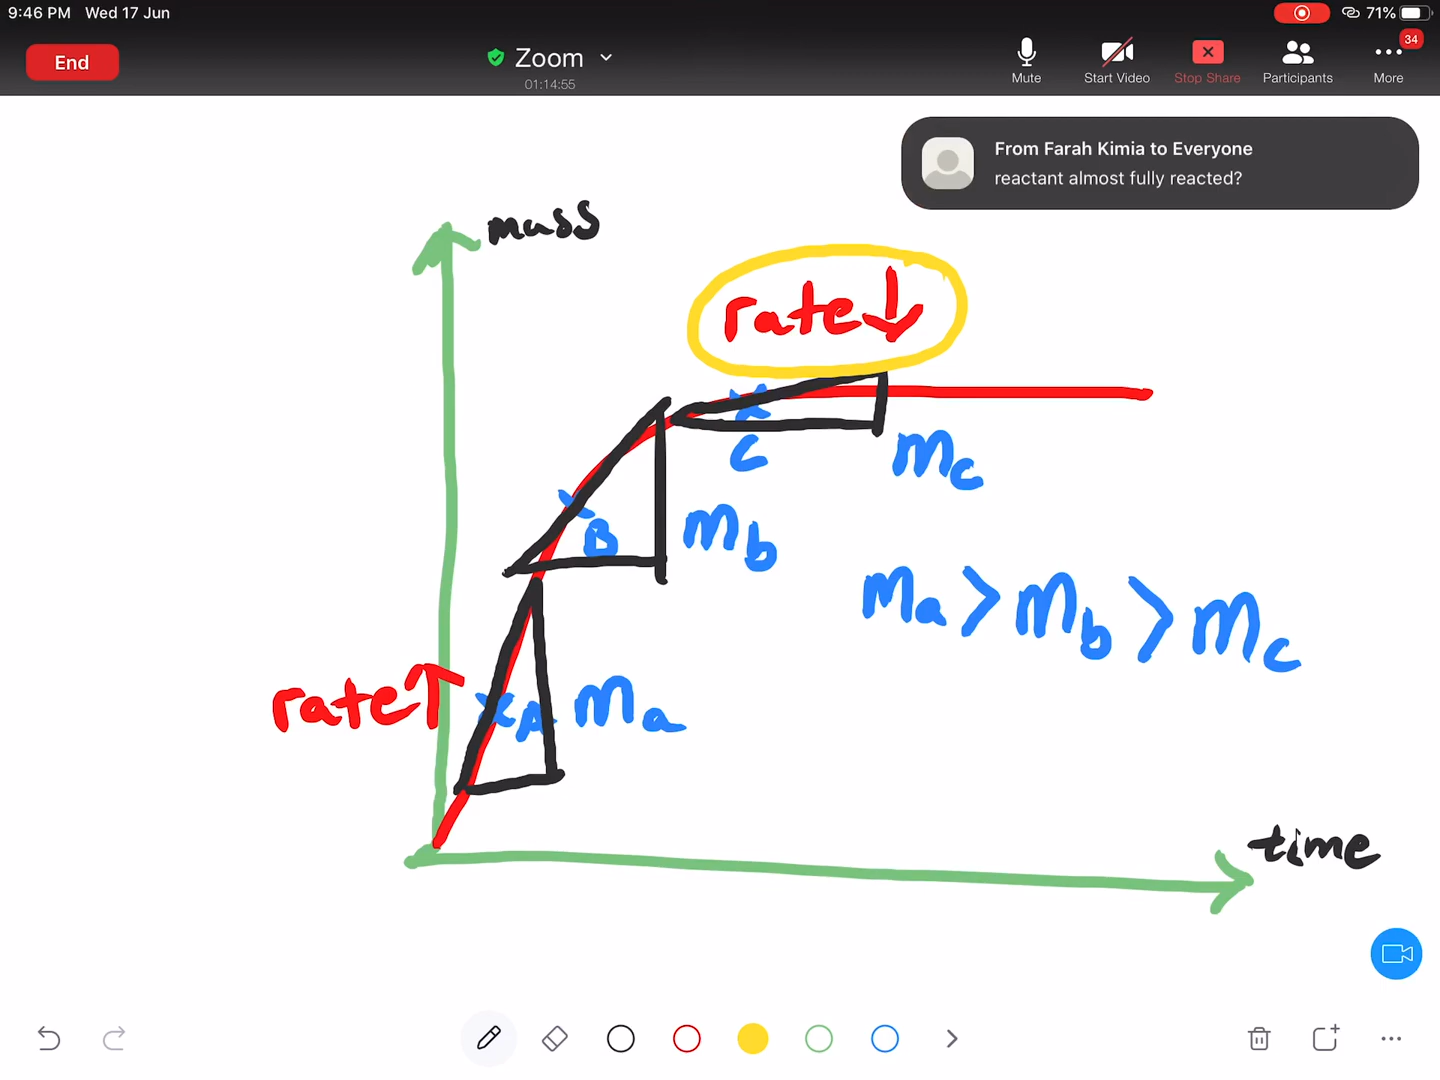 9:46 PM Wed 17 Jun
71%
End
Zoom
01:14:55
Mute
Start Video
Stop Share
Participants
34
More
From Farah Kimia to Everyone
reactant almost fully reacted?
mass
rate↓
C
mc
B
mb
ma > mb > mc
rate↑
A
ma
time